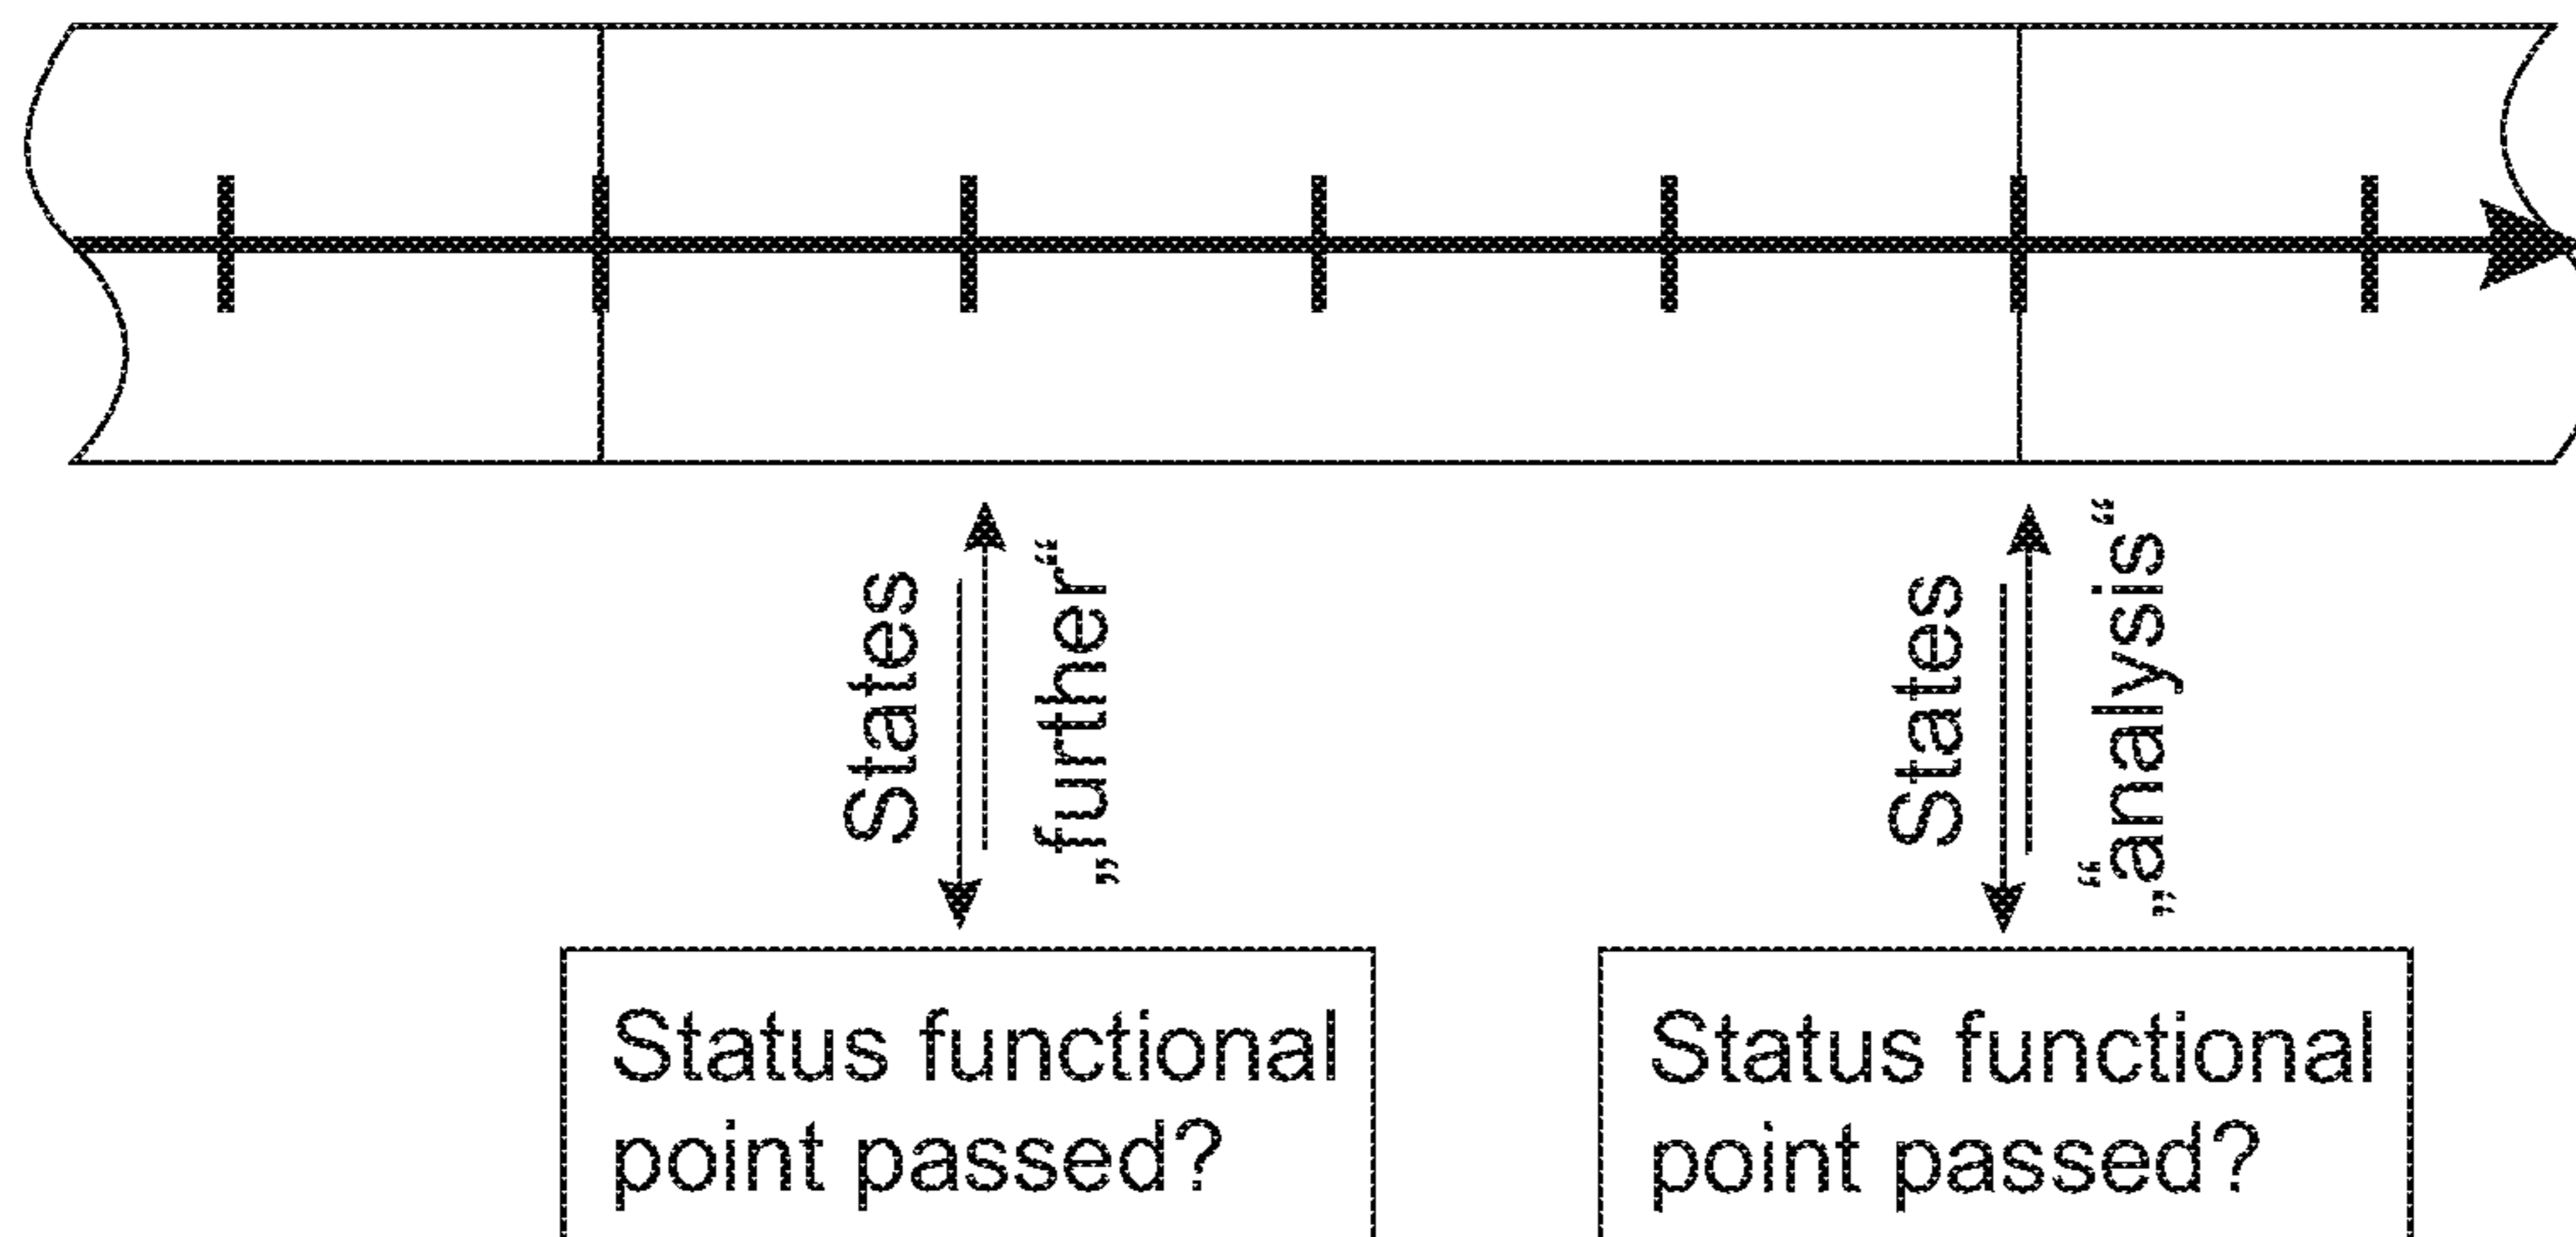 States
„further“
States
“
„analysis“
Status functional
point passed?
Status functional
point passed?